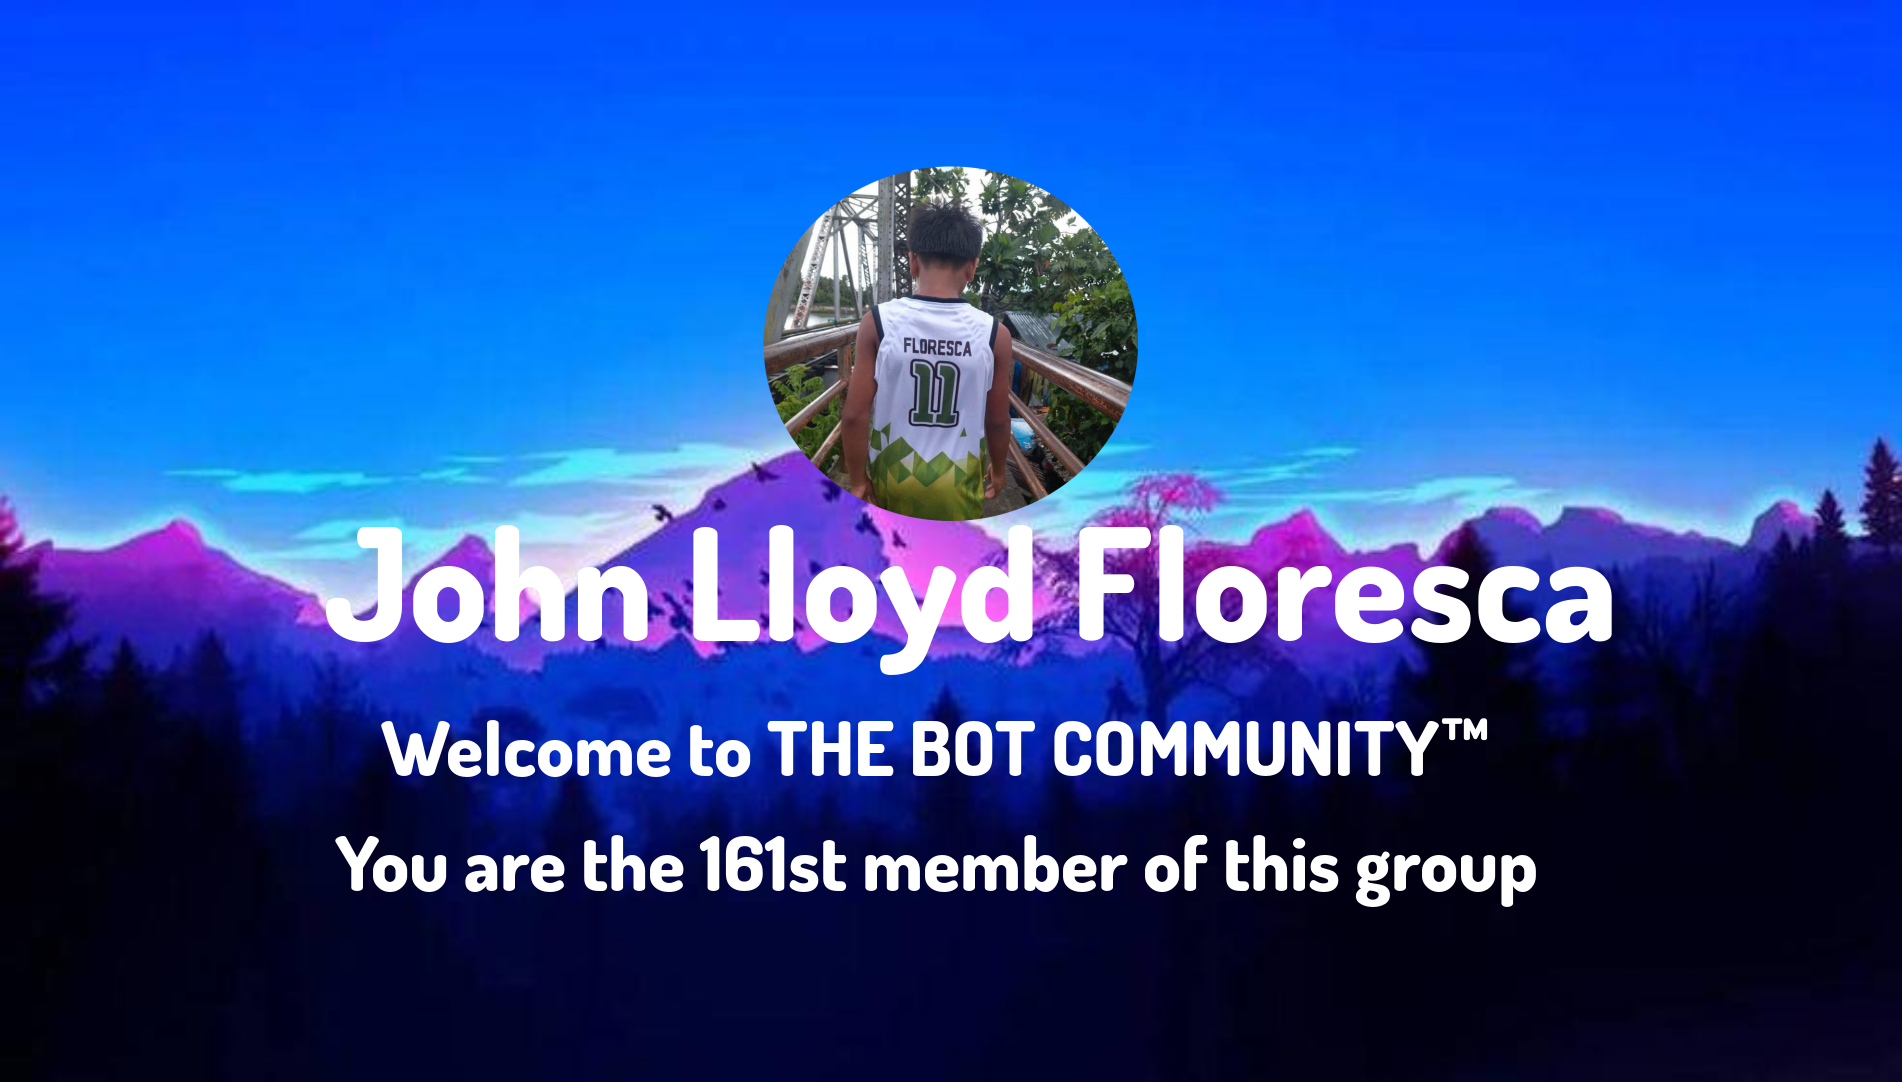 FLORESCA
11
John Lloyd Floresca
Welcome to THE BOT COMMUNITY™
You are the 161st member of this group